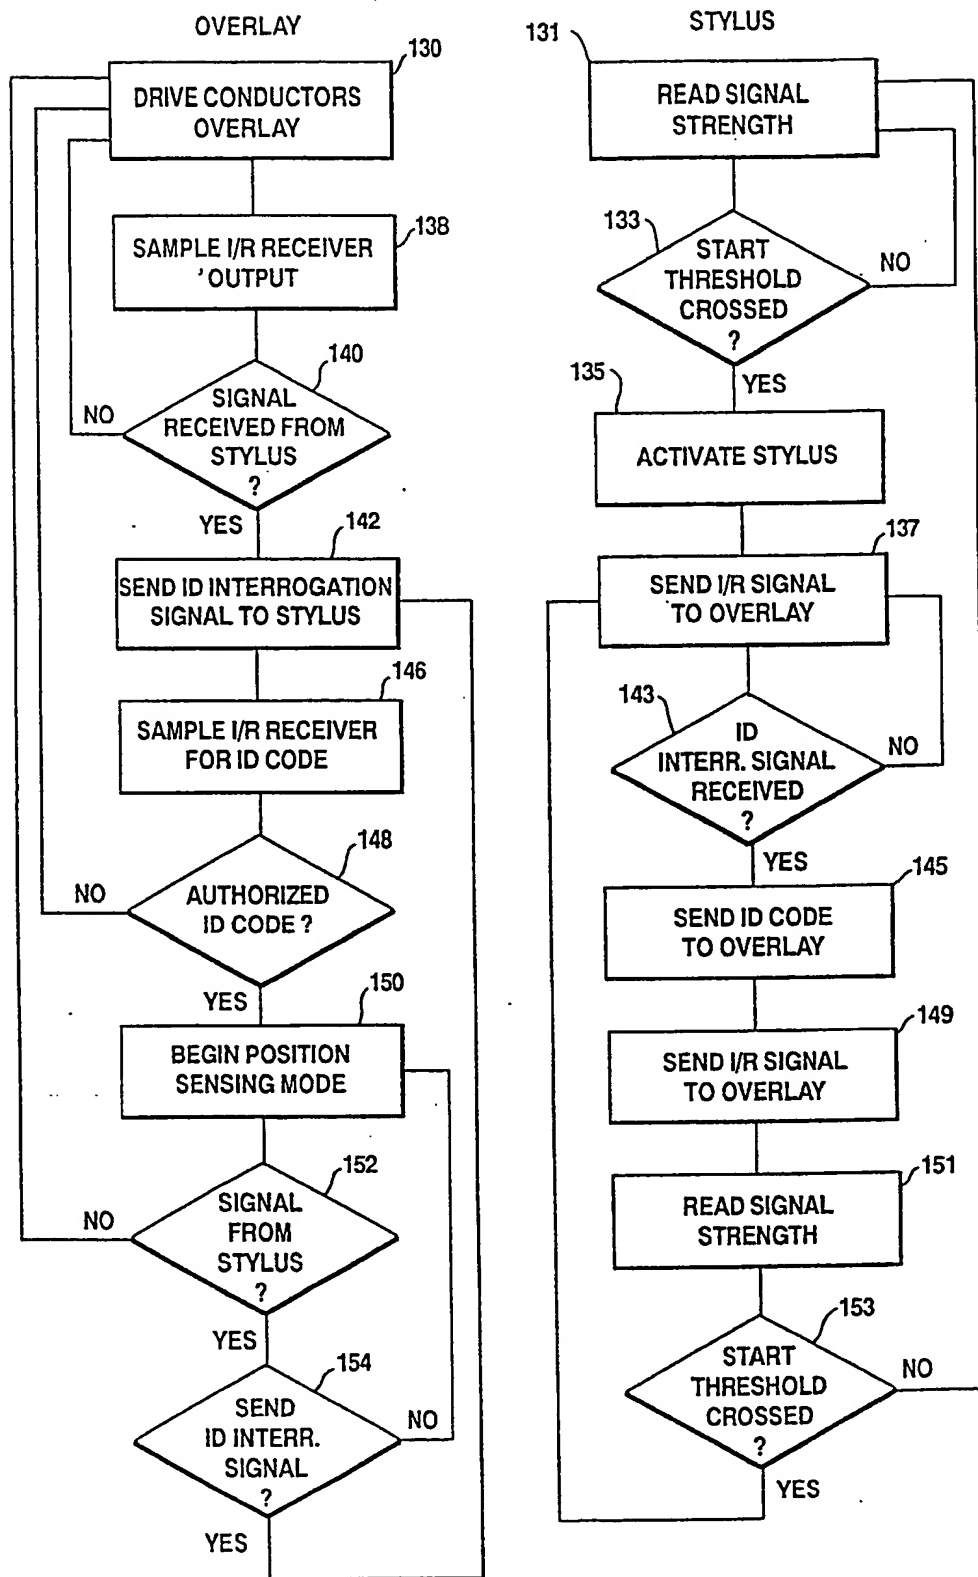 OVERLAY
130
DRIVE CONDUCTORS
OVERLAY
138
SAMPLE I/R RECEIVER
OUTPUT
140
SIGNAL
RECEIVED FROM
STYLUS
?
NO
YES
142
SEND ID INTERROGATION
SIGNAL TO STYLUS
146
SAMPLE I/R RECEIVER
FOR ID CODE
148
AUTHORIZED
ID CODE ?
NO
YES
150
BEGIN POSITION
SENSING MODE
152
SIGNAL
FROM
STYLUS
?
NO
YES
154
SEND
ID INTERR.
SIGNAL
?
NO
YES
STYLUS
131
READ SIGNAL
STRENGTH
133
START
THRESHOLD
CROSSED
?
NO
YES
135
ACTIVATE STYLUS
137
SEND I/R SIGNAL
TO OVERLAY
143
ID
INTERR. SIGNAL
RECEIVED
?
NO
YES
145
SEND ID CODE
TO OVERLAY
149
SEND I/R SIGNAL
TO OVERLAY
151
READ SIGNAL
STRENGTH
153
START
THRESHOLD
CROSSED
?
NO
YES